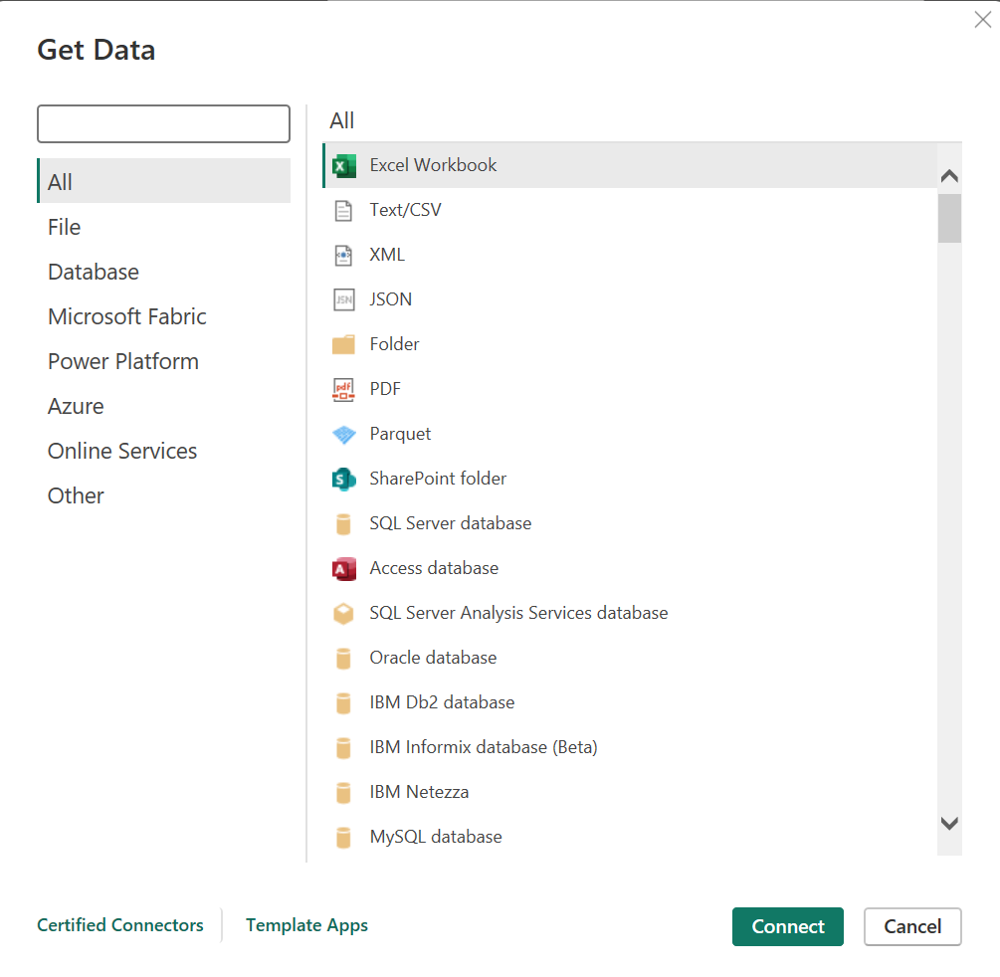 Get Data
All
File
Database
Microsoft Fabric
Power Platform
Azure
Online Services
Other
All
Excel Workbook
Text/CSV
XML
JSN
JSON
Folder
pdf
PDF
Parquet
S
SharePoint folder
SQL Server database
A
Access database
SQL Server Analysis Services database
Oracle database
IBM Db2 database
IBM Informix database (Beta)
IBM Netezza
MySQL database
Certified Connectors
Template Apps
Connect
Cancel